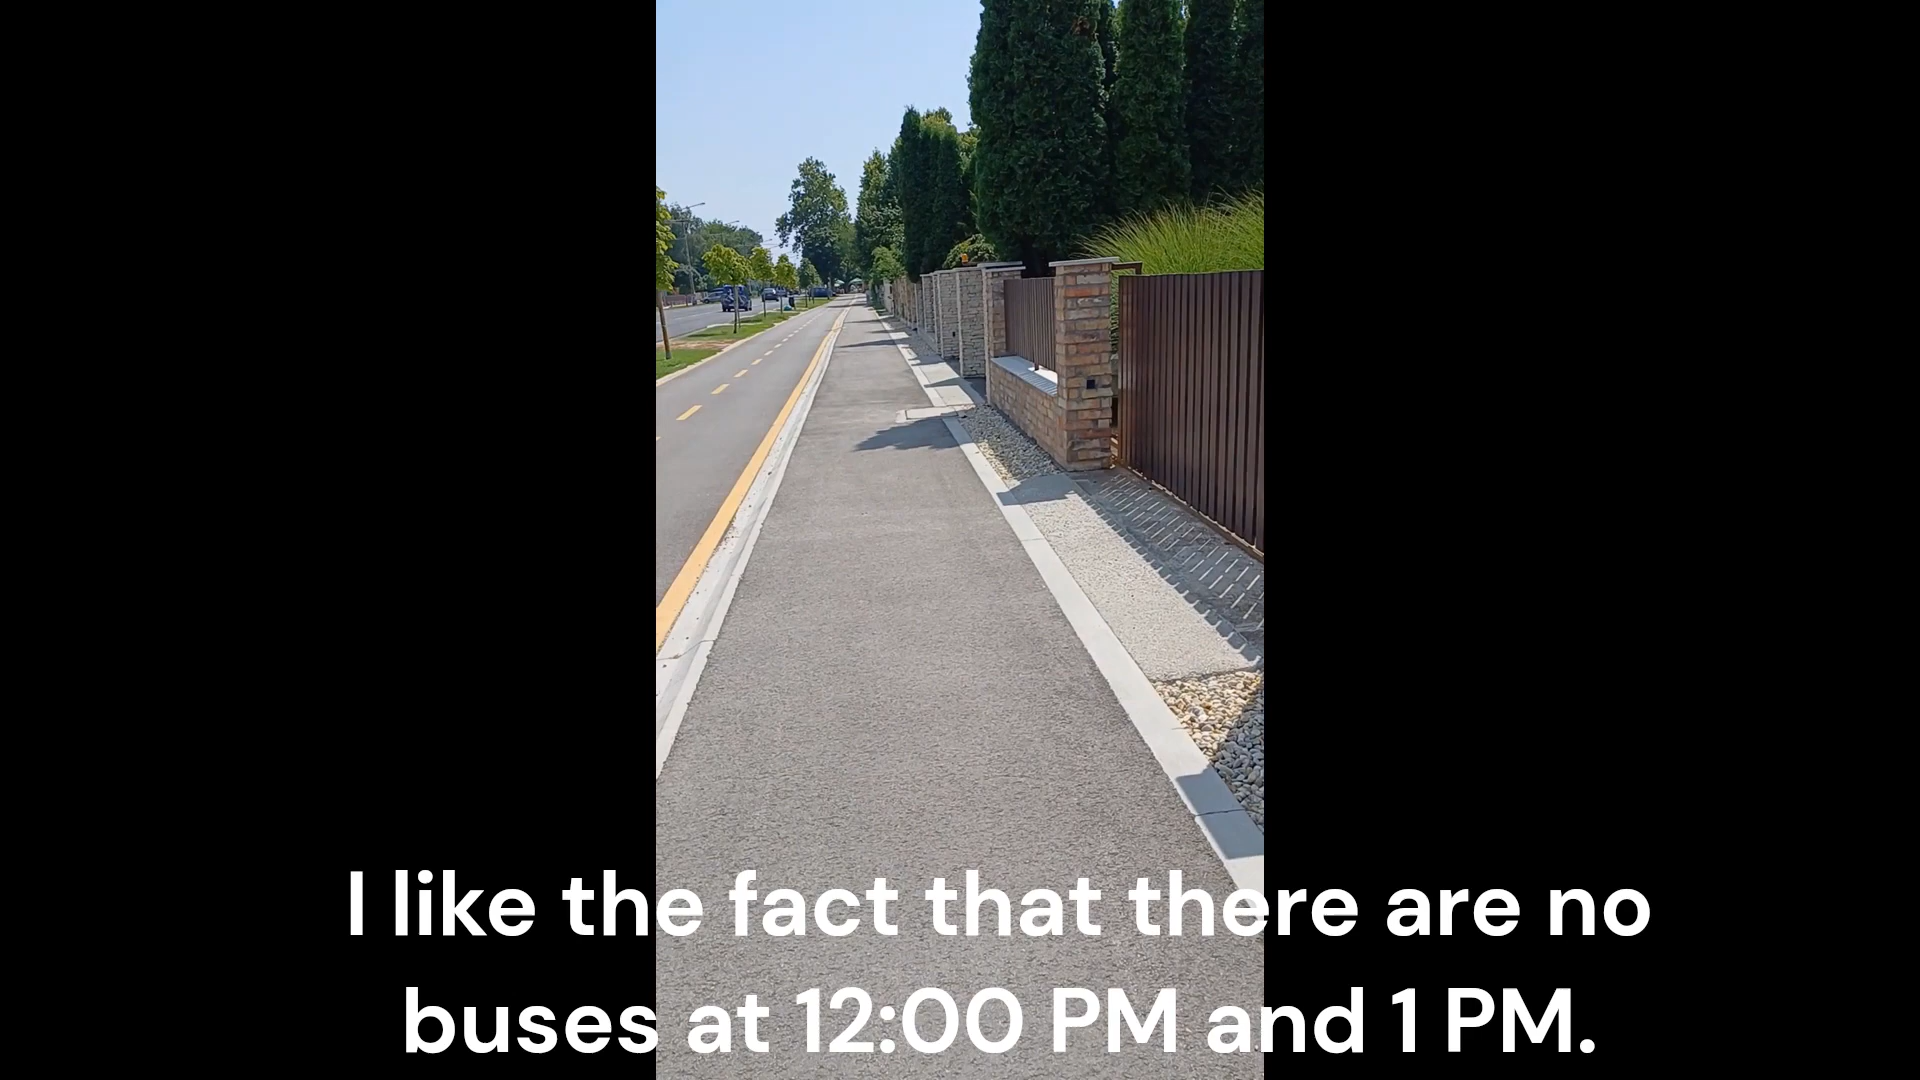 I like the fact that there are no
buses at 12:00 PM and 1 PM.